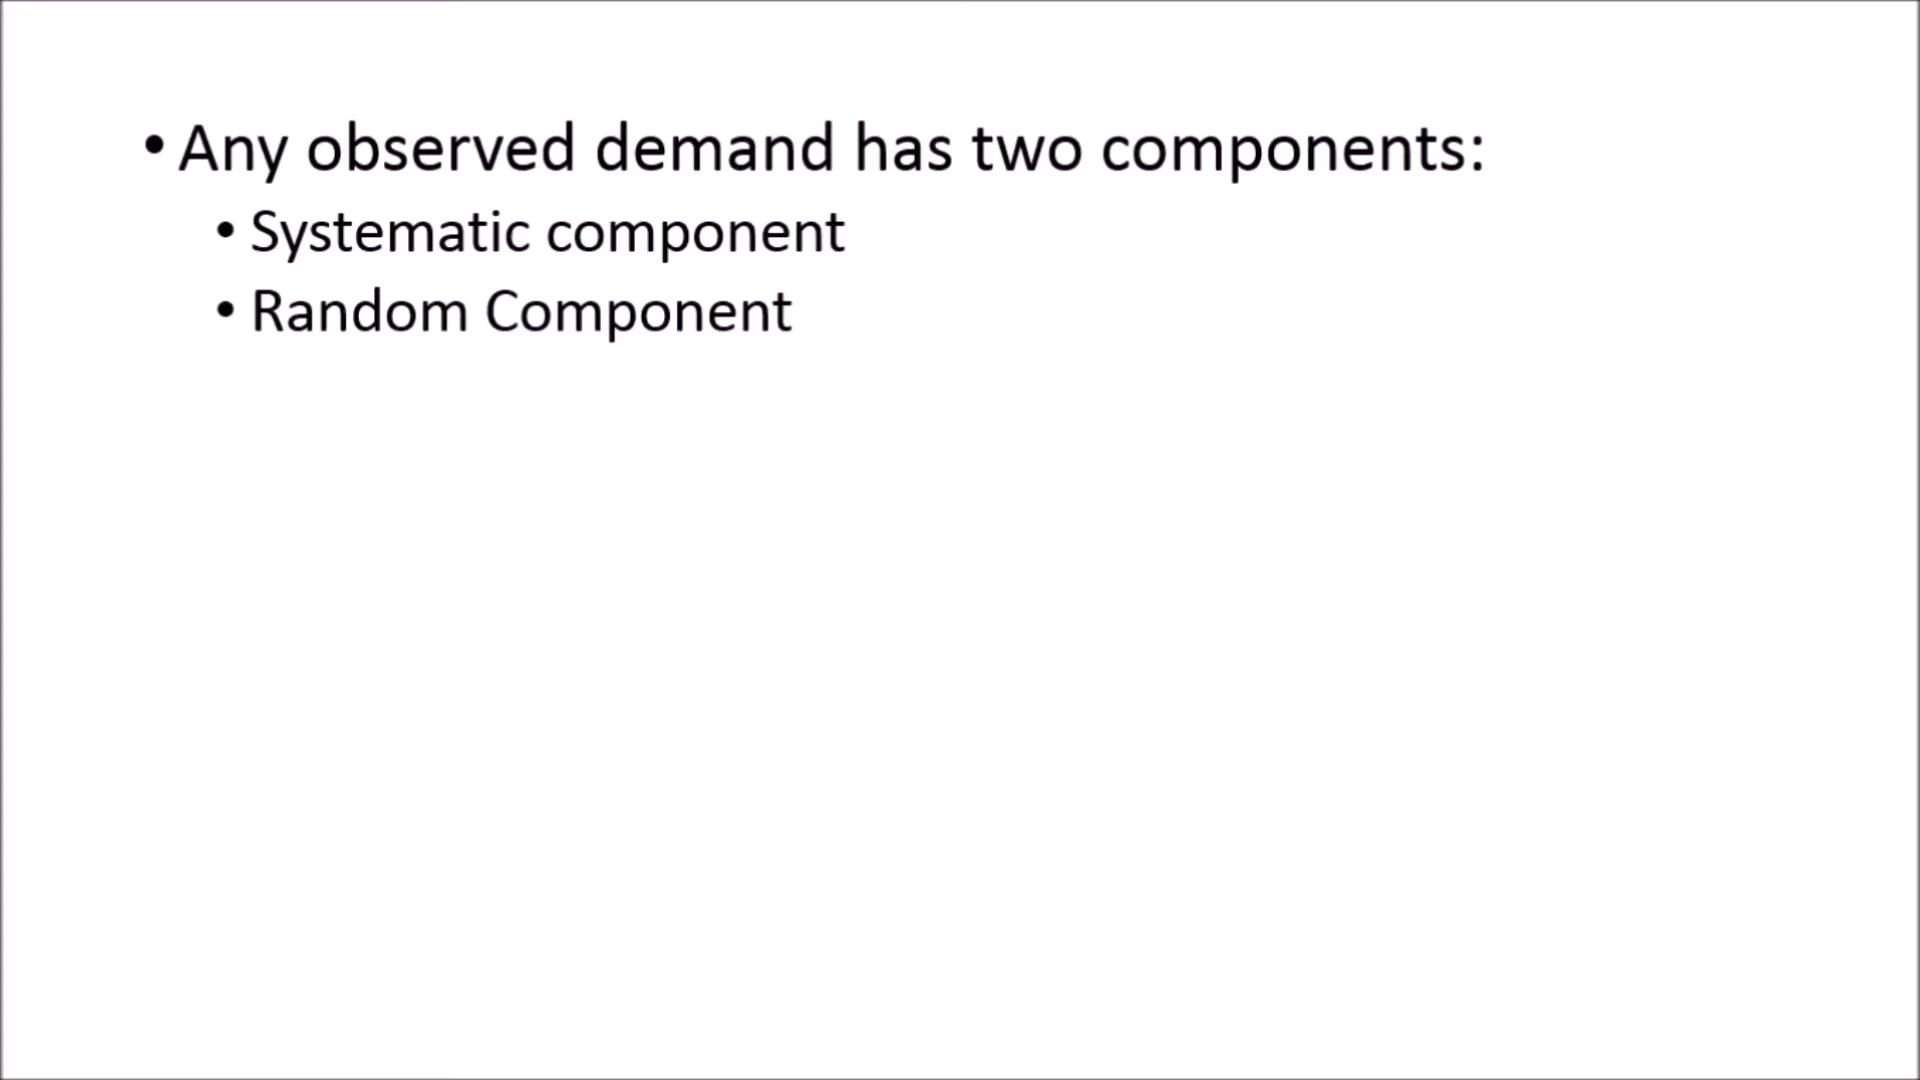 • Any observed demand has two components:
• Systematic component
• Random Component